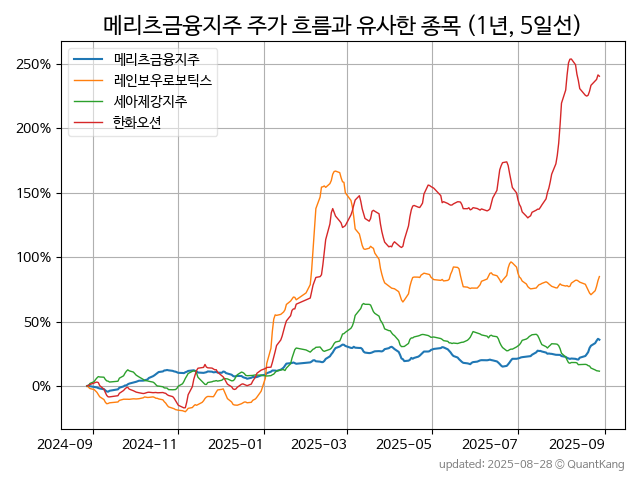 메리츠금융지주 주가 흐름과 유사한 종목 (1년, 5일선)
메리츠금융지주
레인보우로보틱스
세아제강지주
한화오션
250%
200%
150%
100%
50%
0%
2024-09 2024-11 2025-01 2025-03 2025-05 2025-07 2025-09
updated: 2025-08-28 © QuantKang